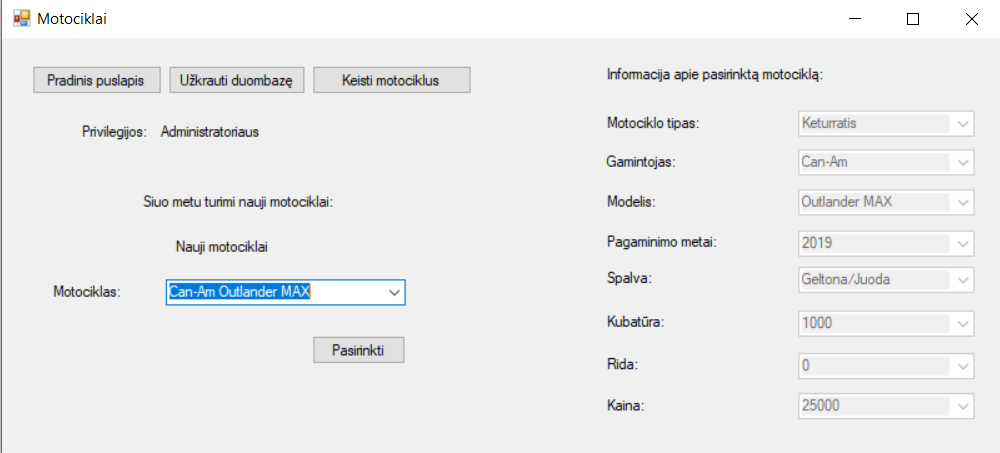 Motociklai
Pradinis puslapis
Užkrauti duombazę
Keisti motociklus
Privilegijos: Administratoriaus
Siuo metu turimi nauji motociklai:
Nauji motociklai
Motociklas: Can-Am Outlander MAX
Pasirinkti
Informacija apie pasirinktą motociklą:
Motociklo tipas: Keturratis
Gamintojas: Can-Am
Modelis: Outlander MAX
Pagaminimo metai: 2019
Spalva: Geltona/Juoda
Kubatūra: 1000
Rida: 0
Kaina: 25000